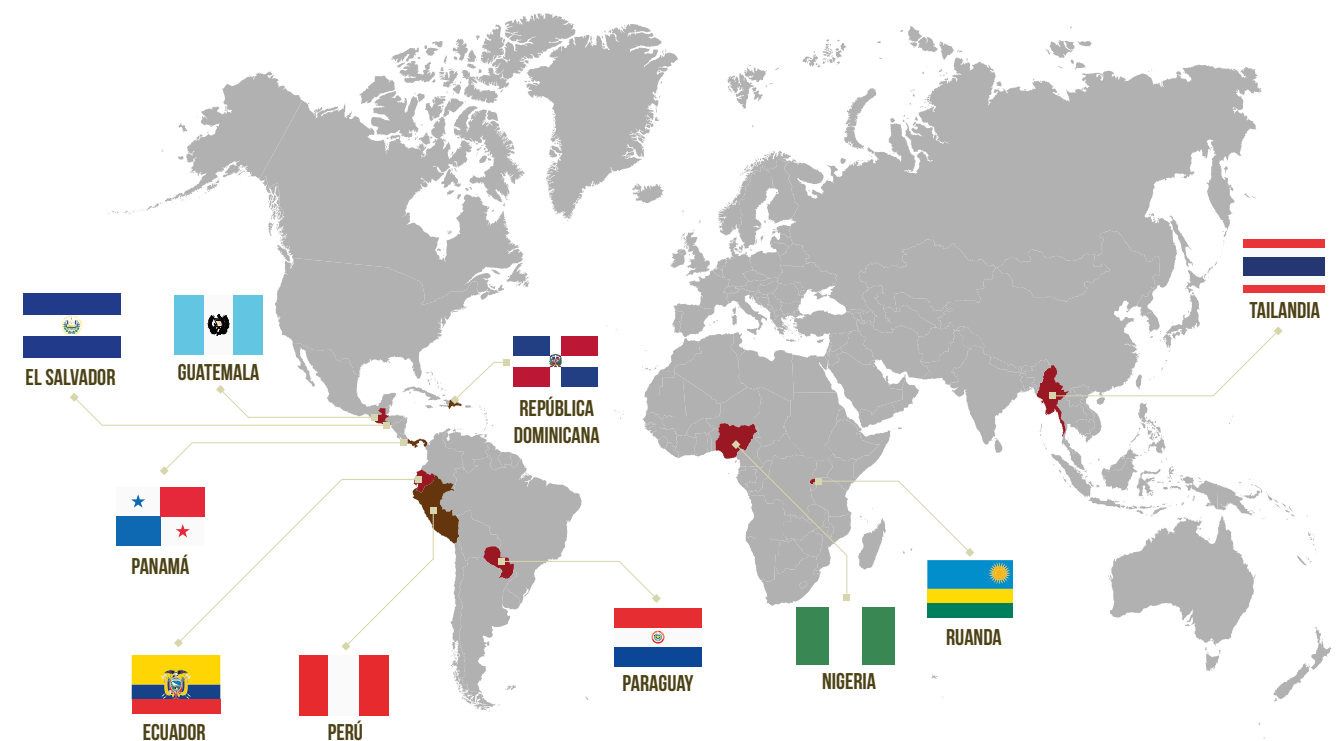 TAILANDIA
EL SALVADOR
GUATEMALA
REPÚBLICA
DOMINICANA
PANAMÁ
RUANDA
PARAGUAY
NIGERIA
ECUADOR
PERÚ